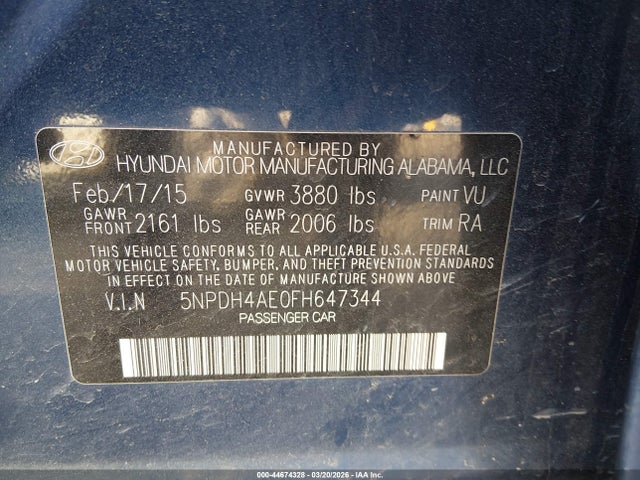 MANUFACTURED BY
HYUNDAI MOTOR MANUFACTURING ALABAMA, LLC
Feb/17/15 GVWR 3880 lbs PAINT VU
GAWR FRONT 2161 lbs GAWR REAR 2006 lbs TRIM RA
THIS VEHICLE CONFORMS TO ALL APPLICABLE U.S.A. FEDERAL
MOTOR VEHICLE SAFETY, BUMPER, AND THEFT PREVENTION STANDARDS
IN EFFECT ON THE DATE OF MANUFACTURE SHOWN ABOVE
V.I.N 5NPDH4AE0FH647344
PASSENGER CAR
000-44674328 - 03/20/2026 - IAA Inc.